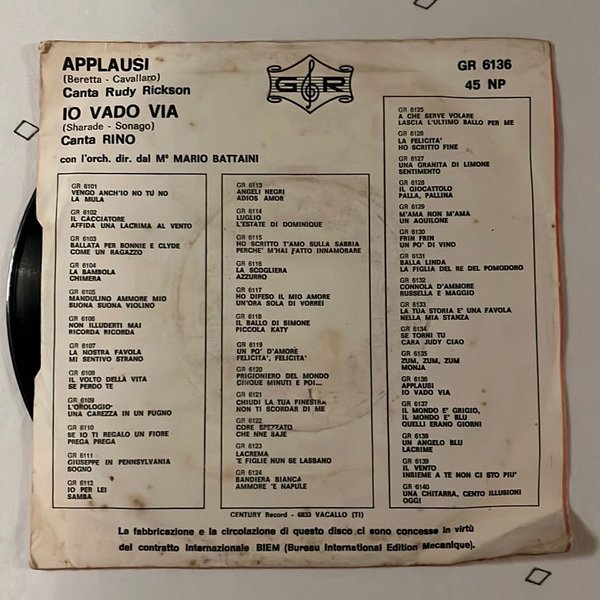 APPLAUSI
(Beretta - Cavallaro)
Canta Rudy Rickson
IO VADO VIA
(Sharade - Sonago)
Canta RINO
con l'orch. dir. dal M° MARIO BATTAINI
G R
GR 6136
45 NP
GR 6101
VENGO ANCH'IO NO TU NO
LA MULA
GR 6102
IL CACCIATORE
AFFIDA UNA LACRIMA AL VENTO
GR 6103
BALLATA PER BONNIE E CLYDE
COME UN RAGAZZO
GR 6104
LA BAMBOLA
CHIMERA
GR 6105
MANDULINO AMMORE MIO
SUONA SUONA VIOLINO
GR 6106
NON ILLUDERTI MAI
RICORDA RICORDA
GR 6107
LA NOSTRA FAVOLA
MI SENTIVO STRANO
GR 6108
IL VOLTO DELLA VITA
SE PERDO TE
GR 6109
L'OROLOGIO
UNA CAREZZA IN UN PUGNO
GR 6110
SE IO TI REGALO UN FIORE
PREGA PREGA
GR 6111
GIUSEPPE IN PENNSYLVANIA
SOGNO
GR 6112
IO PER LEI
SAMBA
GR 6113
ANGELI NEGRI
ADIOS AMOR
GR 6114
LUGLIO
L'ESTATE DI DOMINIQUE
GR 6115
HO SCRITTO T'AMO SULLA SABBIA
PERCHE' M'HAI FATTO INNAMORARE
GR 6116
LA SCOGLIERA
AZZURRO
GR 6117
HO DIFESO IL MIO AMORE
UN'ORA SOLA DI VORREI
GR 6118
IL BALLO DI SIMONE
PICCOLA KATY
GR 6119
UN PO' D'AMORE
FELICITA', FELICITA'
GR 6120
PRIGIONIERO DEL MONDO
CINQUE MINUTI E POI...
GR 6121
CHIUDI LA TUA FINESTRA
NON TI SCORDAR DI ME
GR 6122
CORE SPEZZATO
CHE NNE SAJE
GR 6123
LACREMA
'E FIGLIE NUN SE LASSANO
GR 6124
BANDIERA BIANCA
AMMORE 'E NAPULE
GR 6125
A CHE SERVE VOLARE
LASCIA L'ULTIMO BALLO PER ME
GR 6126
LA FELICITA'
HO SCRITTO FINE
GR 6127
UNA GRANITA DI LIMONE
SENTIMENTO
GR 6128
IL GIOCATTOLO
PALLA, PALLINA
GR 6129
M'AMA NON M'AMA
UN AQUILONE
GR 6130
FRIN FRIN
UN PO' DI VINO
GR 6131
BALLA LINDA
LA FIGLIA DEL RE DEL POMODORO
GR 6132
CONNOLA D'AMMORE
RUSSELLA E MAGGIO
GR 6133
LA TUA STORIA E' UNA FAVOLA
NELLA MIA STANZA
GR 6134
SE TORNI TU
CARA JUDY CIAO
GR 6135
ZUM, ZUM, ZUM
MONJA
GR 6136
APPLAUSI
IO VADO VIA
GR 6137
IL MONDO E' GRIGIO,
IL MONDO E' BLU
QUELLI ERANO GIORNI
GR 6138
UN ANGELO BLU
LACRIME
GR 6139
IL VENTO
INSIEME A TE NON CI STO PIU'
GR 6140
UNA CHITARRA, CENTO ILLUSIONI
OGGI
CENTURY Record - 6833 VACALLO (TI)
La fabbricazione e la circolazione di questo disco ci sono concesse in virtù
del contratto internazionale BIEM (Bureau International Edition Mecanique).